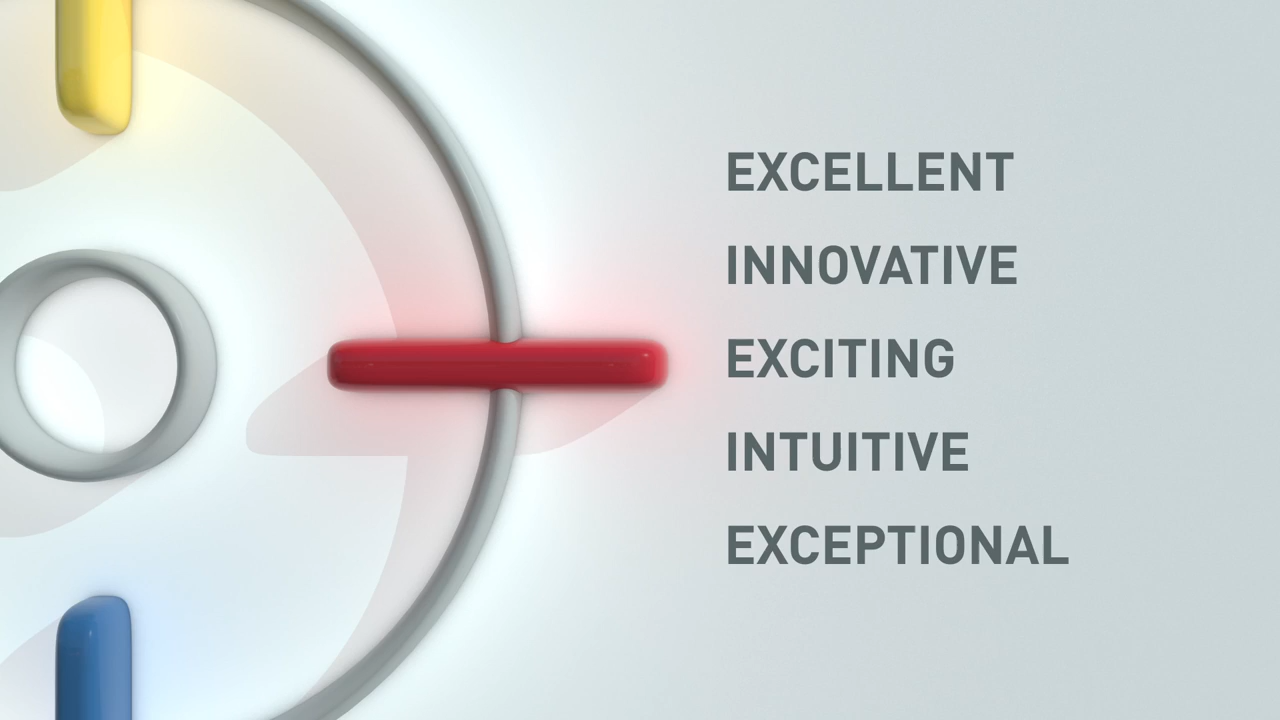 EXCELLENT
INNOVATIVE
EXCITING
INTUITIVE
EXCEPTIONAL